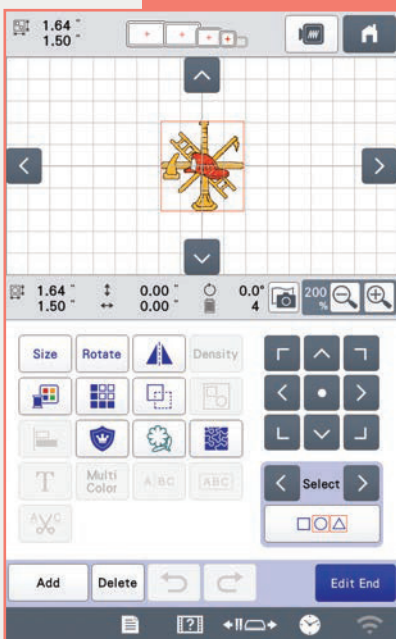 1.64 "
1.50 "
1.64 " 0.00 " 0.0° 200
1.50 " 0.00 " 4 %
Size Rotate Density
T Multi Color A BC ABC
A C
Select
Add Delete Edit End
?